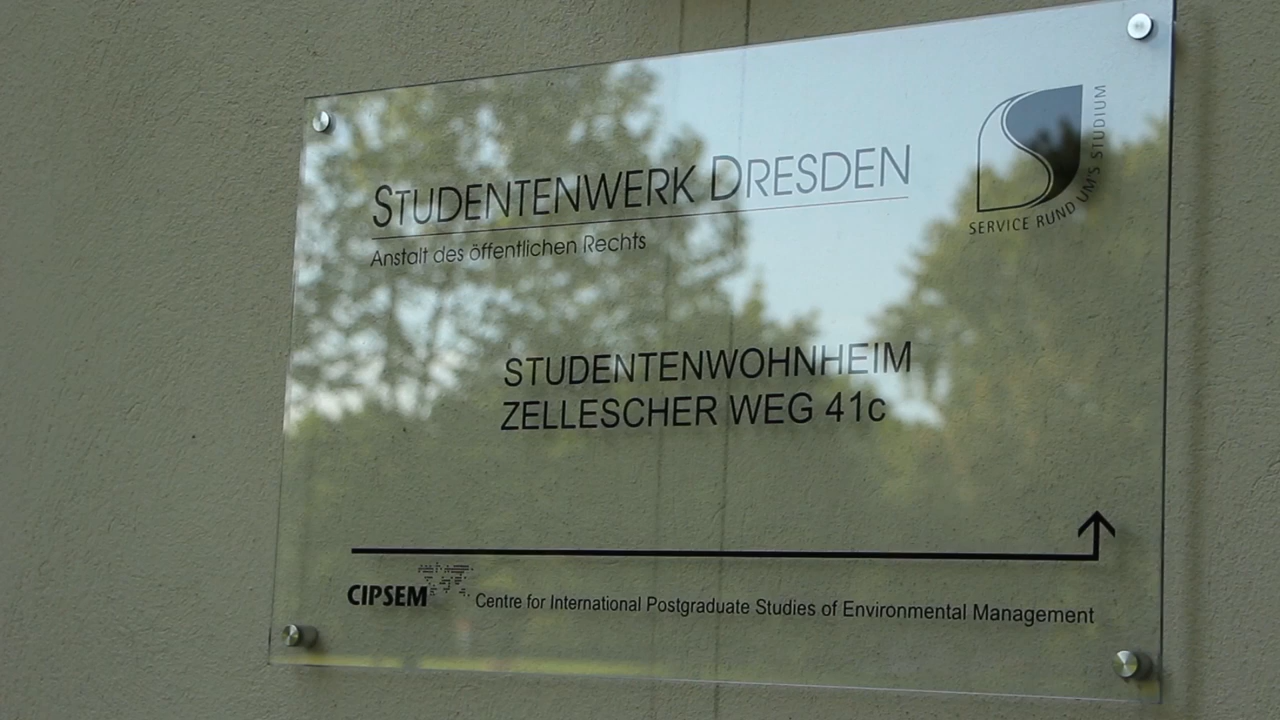 STUDENTENWERK DRESDEN
Anstalt des öffentlichen Rechts
SERVICE RUND UM'S STUDIUM
STUDENTENWOHNHEIM
ZELLESCHER WEG 41c
CIPSEM Centre for International Postgraduate Studies of Environmental Management